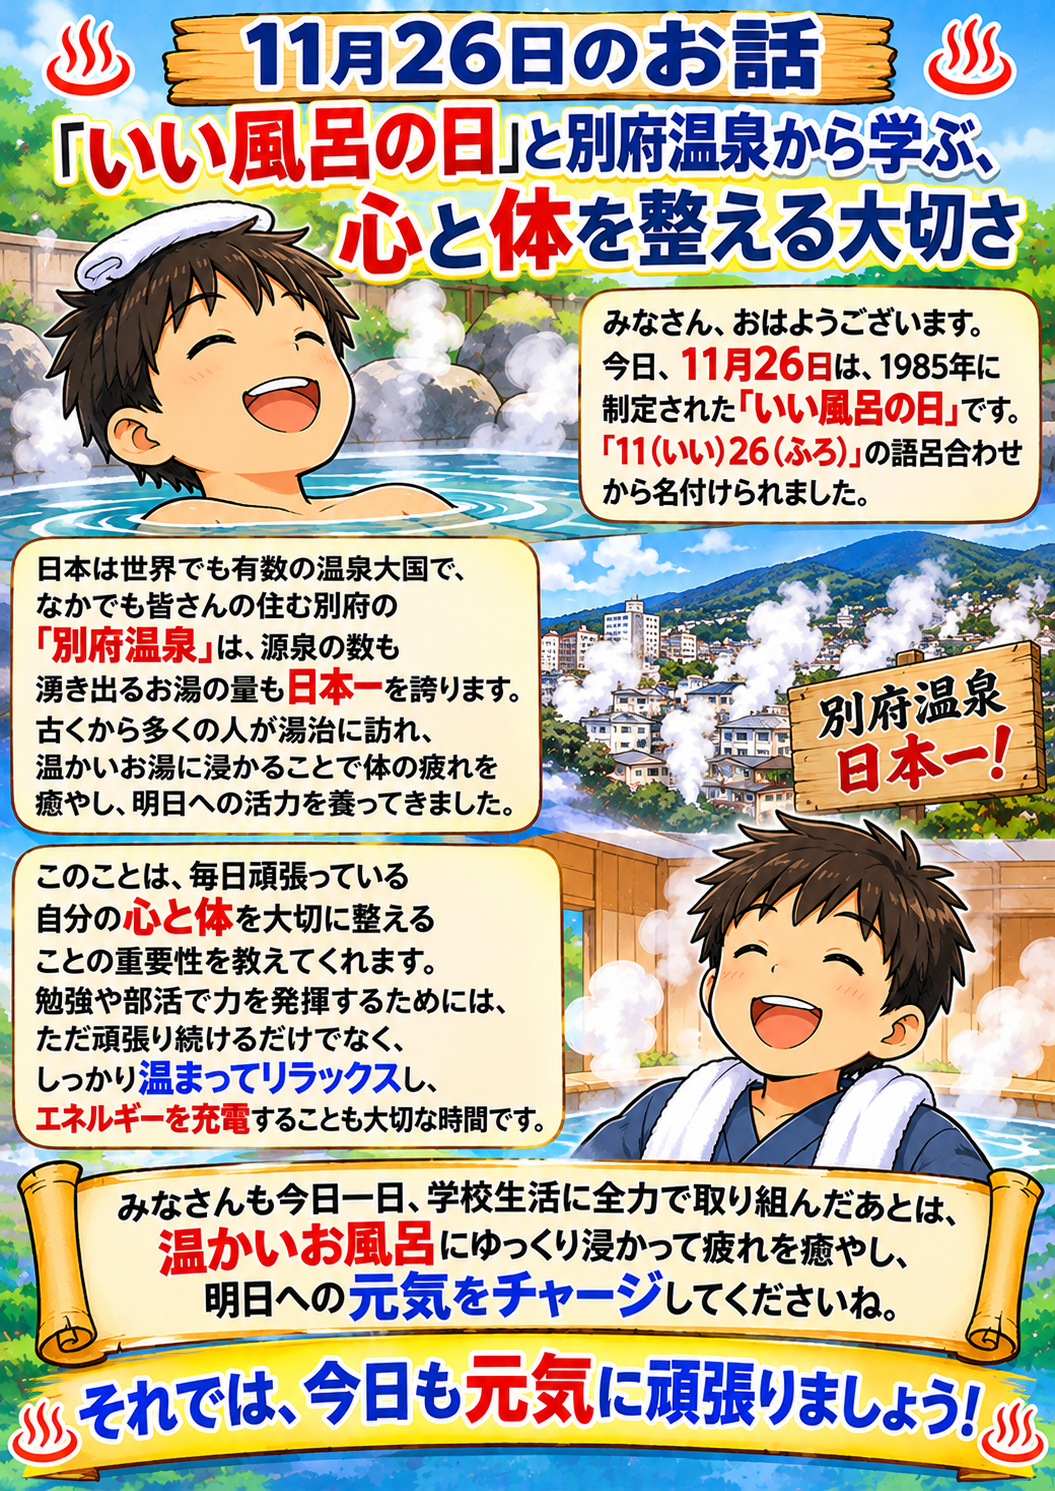 11月26日のお話
「いい風呂の日」と別府温泉から学ぶ、
心と体を整える大切さ
みなさん、おはようございます。
今日、11月26日は、1985年に
制定された「いい風呂の日」です。
「11(いい)26(ふろ)」の語呂合わせ
から名付けられました。
日本は世界でも有数の温泉大国で、
なかでも皆さんの住む別府の
「別府温泉」は、源泉の数も
湧き出るお湯の量も日本一を誇ります。
古くから多くの人が湯治に訪れ、
温かいお湯に浸かることで体の疲れを
癒やし、明日への活力を養ってきました。
別府温泉
日本一!
このことは、毎日頑張っている
自分の心と体を大切に整える
ことの重要性を教えてくれます。
勉強や部活で力を発揮するためには、
ただ頑張り続けるだけでなく、
しっかり温まってリラックスし、
エネルギーを充電することも大切な時間です。
みなさんも今日一日、学校生活に全力で取り組んだあとは、
温かいお風呂にゆっくり浸かって疲れを癒やし、
明日への元気をチャージしてくださいね。
それでは、今日も元気に頑張りましょう!